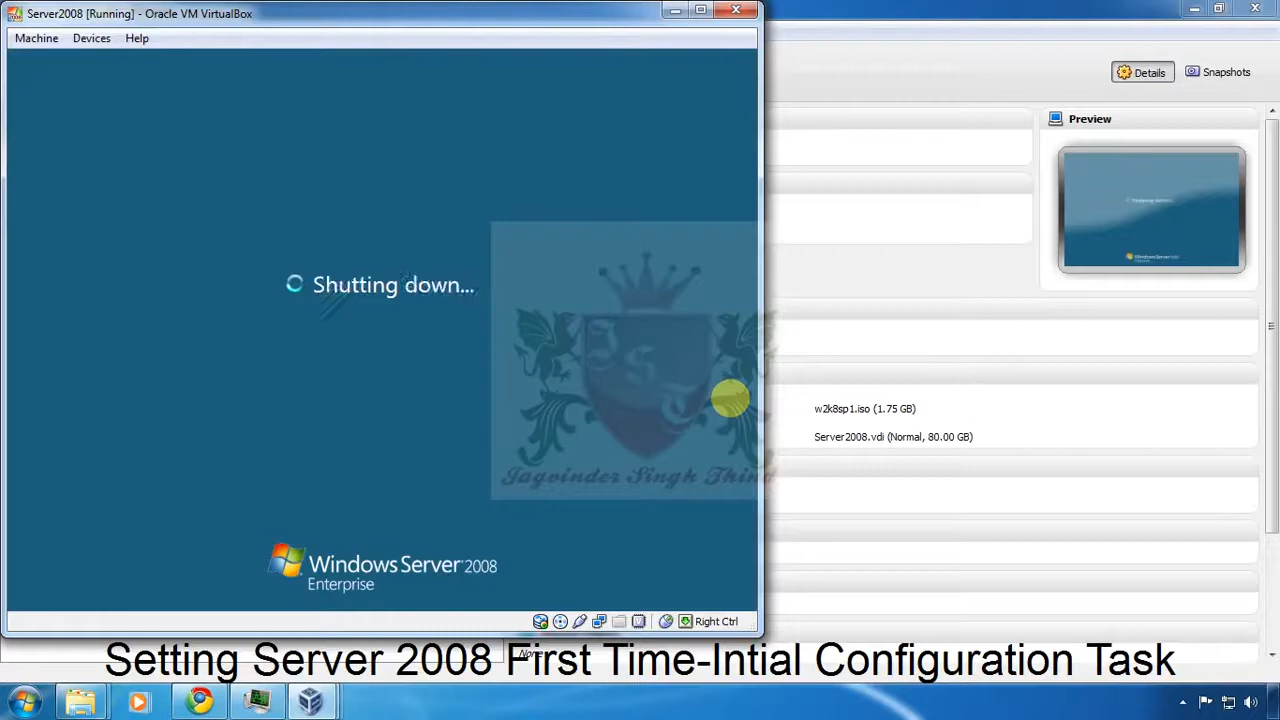 Server2008 [Running] - Oracle VM VirtualBox
Machine Devices Help
Details Snapshots
Preview
Shutting down...
w2k8sp1.iso (1.75 GB)
Server2008.vdi (Normal, 80.00 GB)
JST
Jagvinder Singh Thind
Windows Server 2008
Enterprise
Right Ctrl
None
Setting Server 2008 First Time-Intial Configuration Task